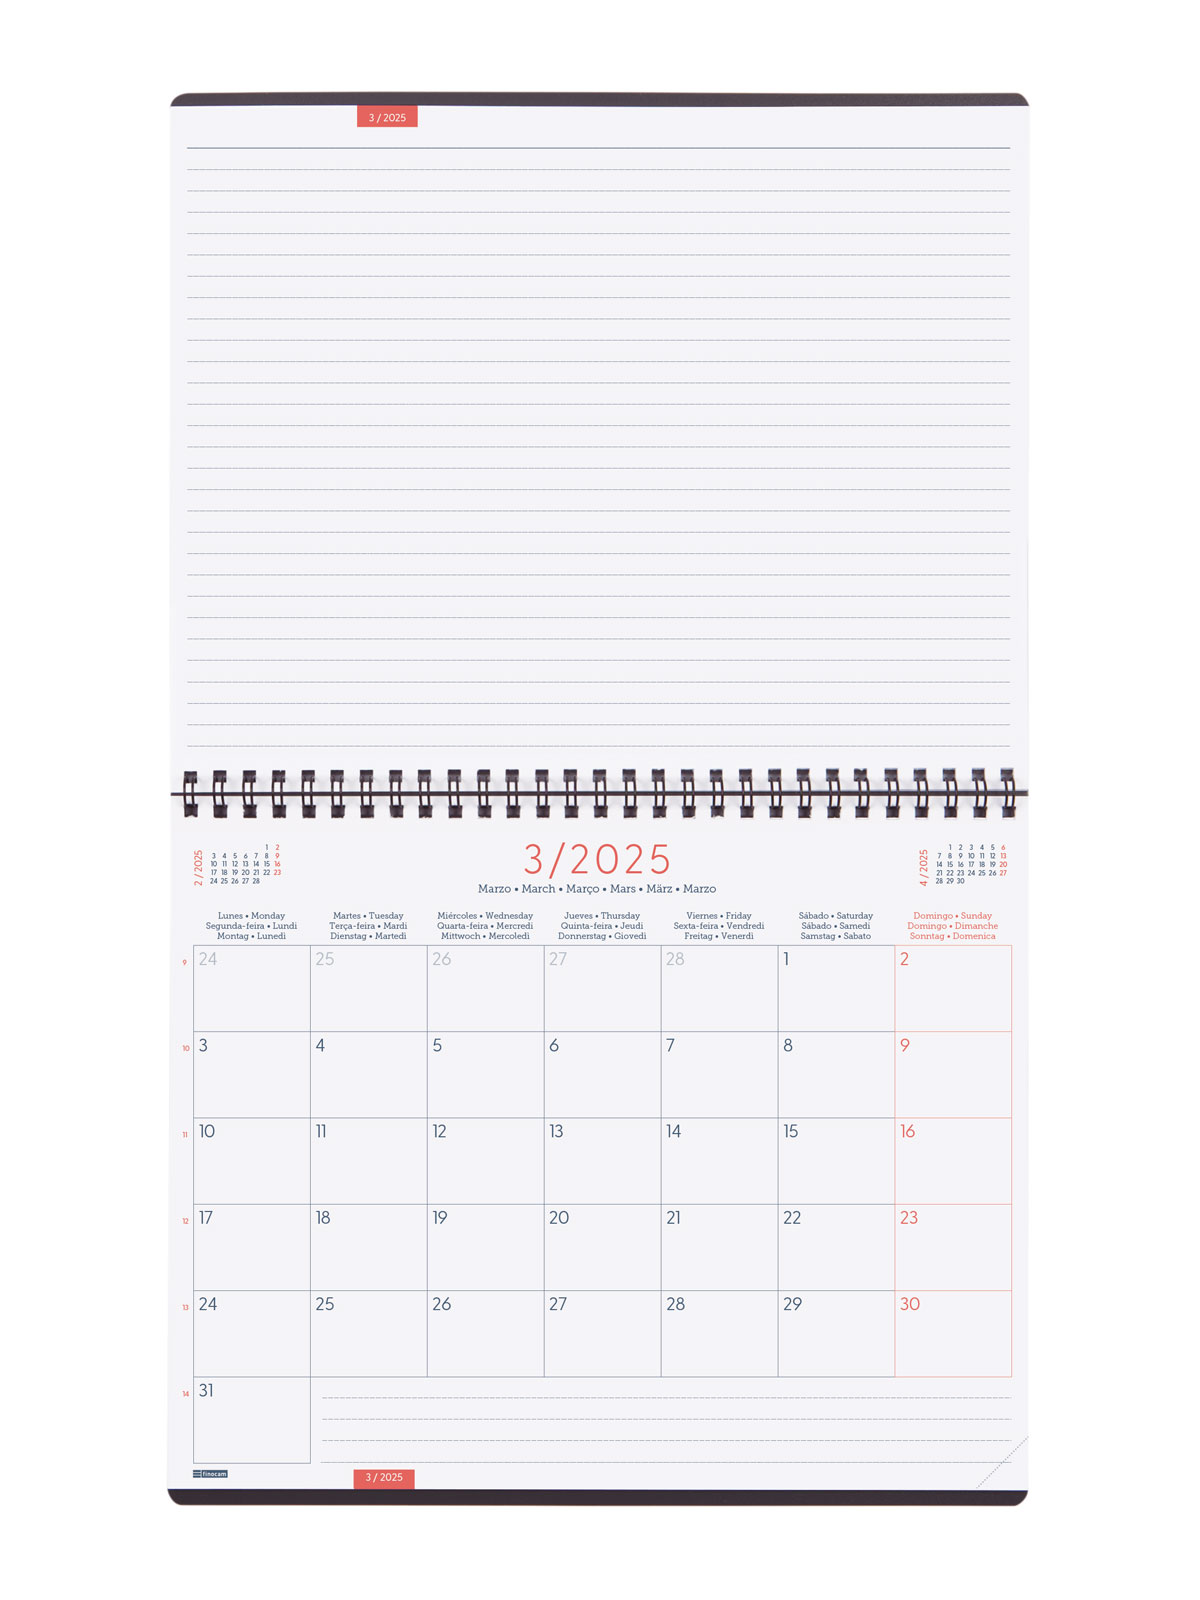 3 / 2025
2 / 2025
1 2
3 4 5 6 7 8 9
10 11 12 13 14 15 16
17 18 19 20 21 22 23
24 25 26 27 28
3/2025
Marzo • March • Março • Mars • März • Marzo
4 / 2025
1 2 3 4 5 6
7 8 9 10 11 12 13
14 15 16 17 18 19 20
21 22 23 24 25 26 27
28 29 30
Lunes • Monday
Segunda-feira • Lundi
Montag • Lunedì
Martes • Tuesday
Terça-feira • Mardi
Dienstag • Martedì
Miércoles • Wednesday
Quarta-feira • Mercredi
Mittwoch • Mercoledì
Jueves • Thursday
Quinta-feira • Jeudi
Donnerstag • Giovedì
Viernes • Friday
Sexta-feira • Vendredi
Freitag • Venerdì
Sábado • Saturday
Sábado • Samedi
Samstag • Sabato
Domingo • Sunday
Domingo • Dimanche
Sonntag • Domenica
9 24 25 26 27 28 1 2
10 3 4 5 6 7 8 9
11 10 11 12 13 14 15 16
12 17 18 19 20 21 22 23
13 24 25 26 27 28 29 30
14 31
finocam
3 / 2025